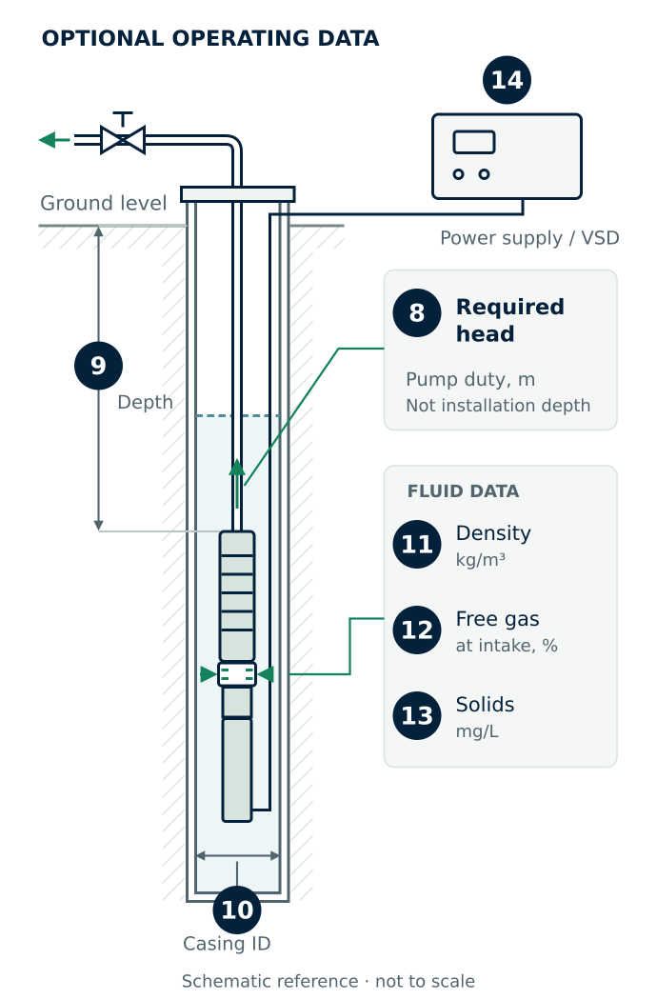 OPTIONAL OPERATING DATA
14
Ground level
Power supply / VSD
8
Required
head
Pump duty, m
Not installation depth
9
Depth
FLUID DATA
11
Density
kg/m³
12
Free gas
at intake, %
13
Solids
mg/L
10
Casing ID
Schematic reference · not to scale